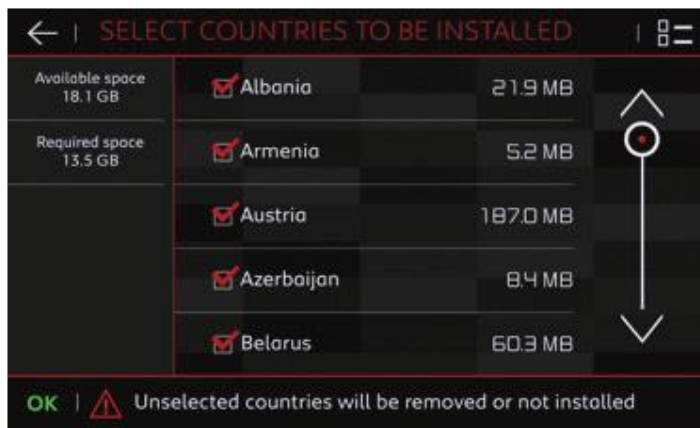 SELECT COUNTRIES TO BE INSTALLED
Available space
18.1 GB
Required space
13.5 GB
Albania 21.9 MB
Armenia 5.2 MB
Austria 187.0 MB
Azerbaijan 8.4 MB
Belarus 60.3 MB
OK Unselected countries will be removed or not installed